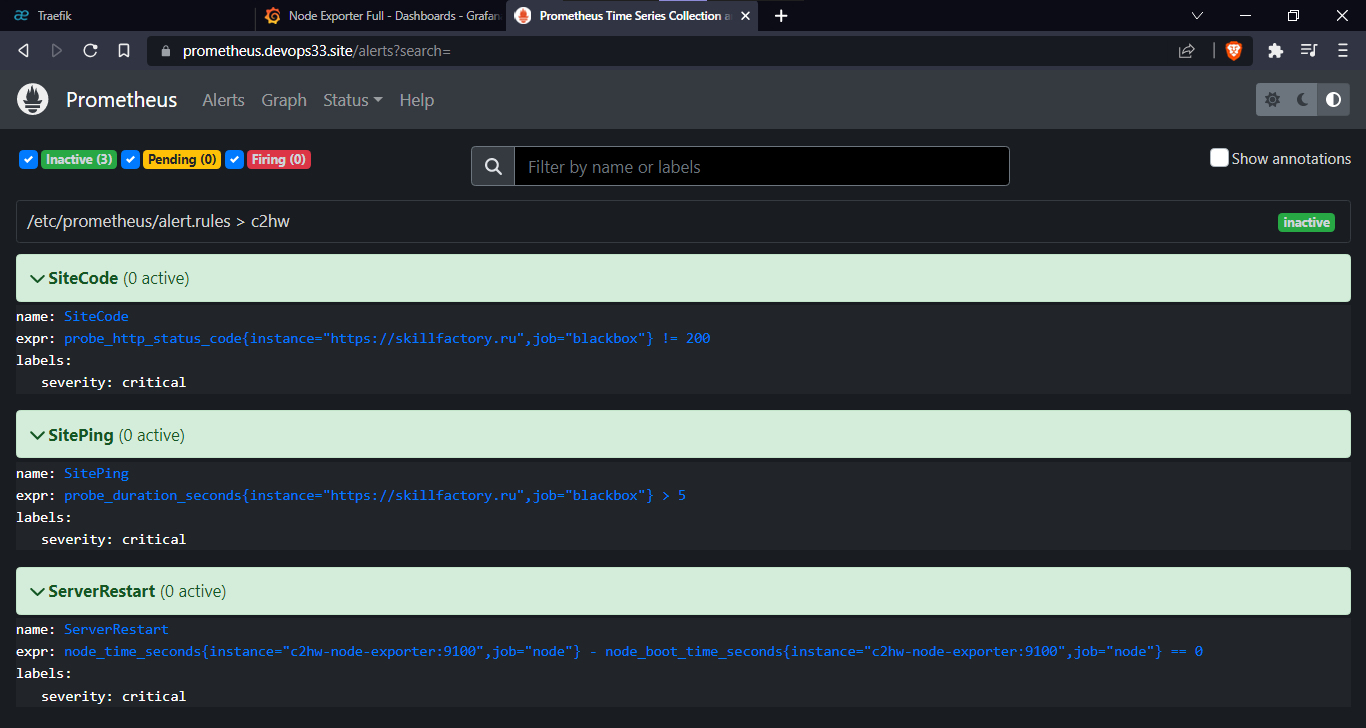 Traefik
Node Exporter Full - Dashboards - Grafan
Prometheus Time Series Collection a
prometheus.devops33.site/alerts?search=
Prometheus Alerts Graph Status Help
Inactive (3) Pending (0) Firing (0)
Filter by name or labels
Show annotations
/etc/prometheus/alert.rules > c2hw
inactive
SiteCode (0 active)
name: SiteCode
expr: probe_http_status_code{instance="https://skillfactory.ru",job="blackbox"} != 200
labels:
severity: critical
SitePing (0 active)
name: SitePing
expr: probe_duration_seconds{instance="https://skillfactory.ru",job="blackbox"} > 5
labels:
severity: critical
ServerRestart (0 active)
name: ServerRestart
expr: node_time_seconds{instance="c2hw-node-exporter:9100",job="node"} - node_boot_time_seconds{instance="c2hw-node-exporter:9100",job="node"} == 0
labels:
severity: critical